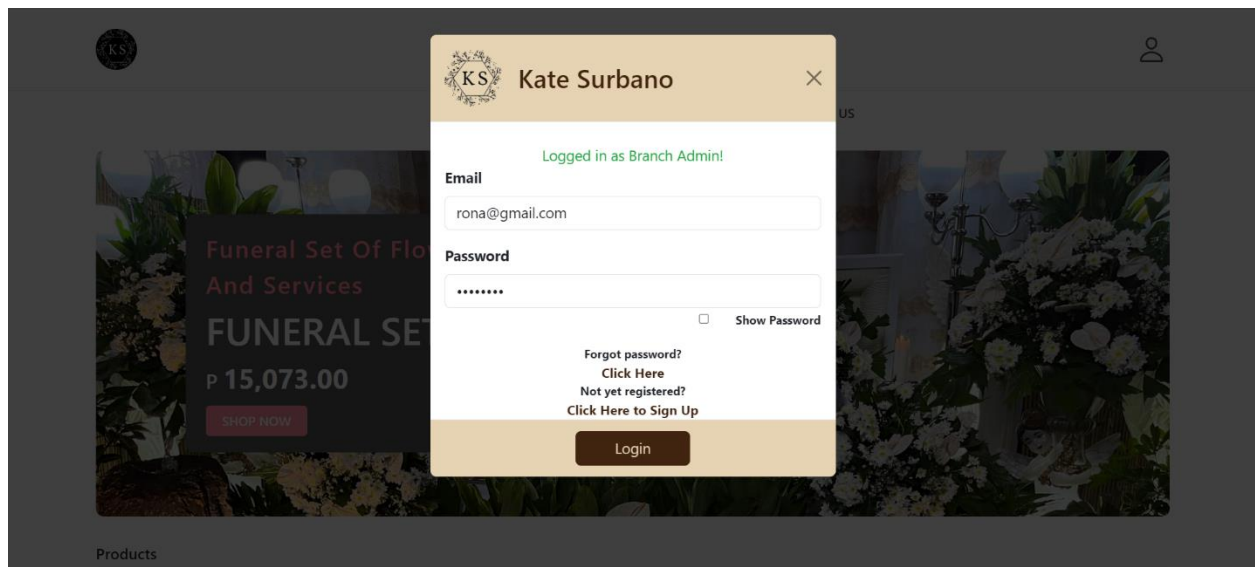 KS
KS
Kate Surbano
US
Logged in as Branch Admin!
Email
rona@gmail.com
Funeral Set Of Flo
And Services
FUNERAL SE
P 15,073.00
SHOP NOW
Password
••••••••
Show Password
Forgot password?
Click Here
Not yet registered?
Click Here to Sign Up
Login
Products